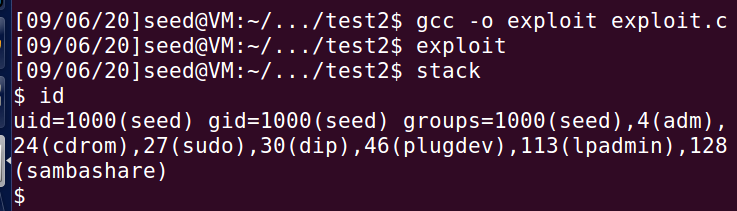 [09/06/20]seed@VM:~/.../test2$ gcc -o exploit exploit.c
[09/06/20]seed@VM:~/.../test2$ exploit
[09/06/20]seed@VM:~/.../test2$ stack
$ id
uid=1000(seed) gid=1000(seed) groups=1000(seed),4(adm),
24(cdrom),27(sudo),30(dip),46(plugdev),113(lpadmin),128
(sambashare)
$